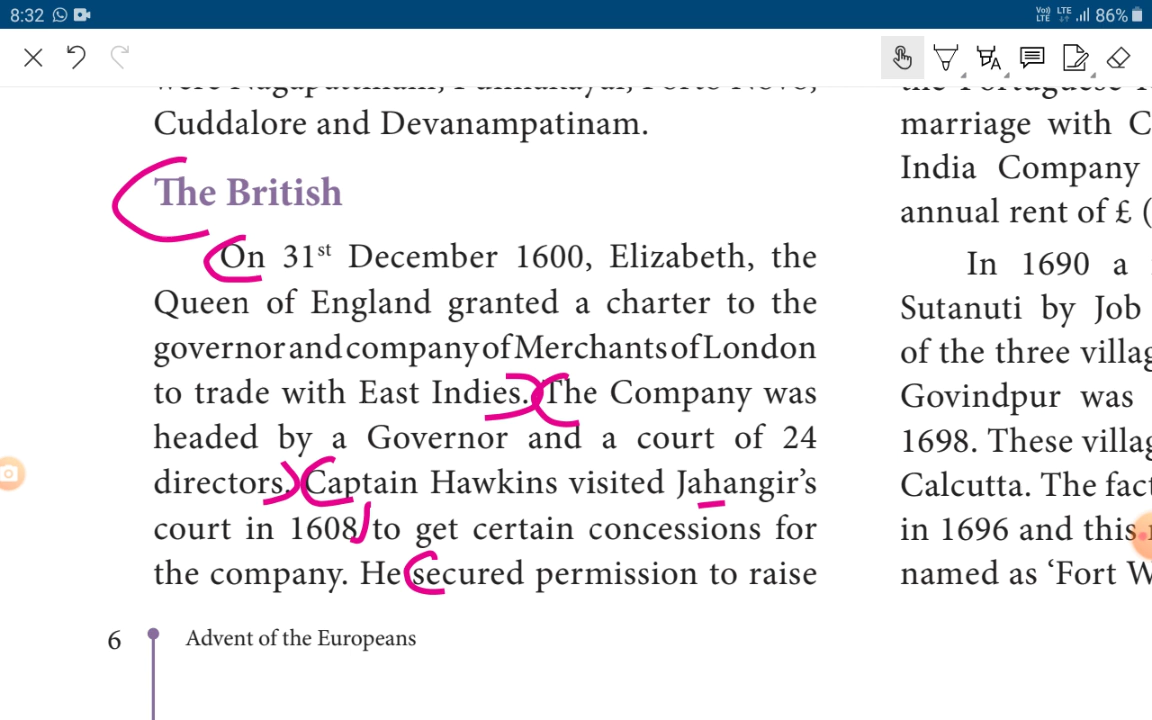 8:32
Vo) LTE LTE 86%
Cuddalore and Devanampatinam.
The British
On 31st December 1600, Elizabeth, the
Queen of England granted a charter to the
governor and company of Merchants of London
to trade with East Indies. The Company was
headed by a Governor and a court of 24
directors. Captain Hawkins visited Jahangir's
court in 1608, to get certain concessions for
the company. He secured permission to raise
6 Advent of the Europeans
marriage with C
India Company
annual rent of £ (
In 1690 a
Sutanuti by Job
of the three villag
Govindpur was
1698. These villag
Calcutta. The fact
in 1696 and this
named as ‘Fort W